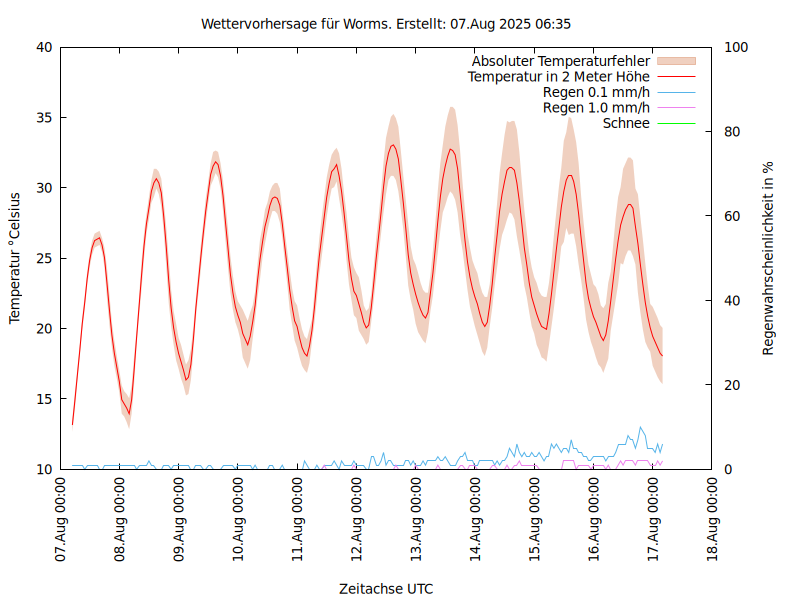 Wettervorhersage für Worms. Erstellt: 07.Aug 2025 06:35
Absoluter Temperaturfehler
Temperatur in 2 Meter Höhe
Regen 0.1 mm/h
Regen 1.0 mm/h
Schnee
Temperatur °Celsius
40
35
30
25
20
15
10
100
80
60
40
20
0
Regenwahrscheinlichkeit in %
07.Aug 00:00
08.Aug 00:00
09.Aug 00:00
10.Aug 00:00
11.Aug 00:00
12.Aug 00:00
13.Aug 00:00
14.Aug 00:00
15.Aug 00:00
16.Aug 00:00
17.Aug 00:00
18.Aug 00:00
Zeitachse UTC